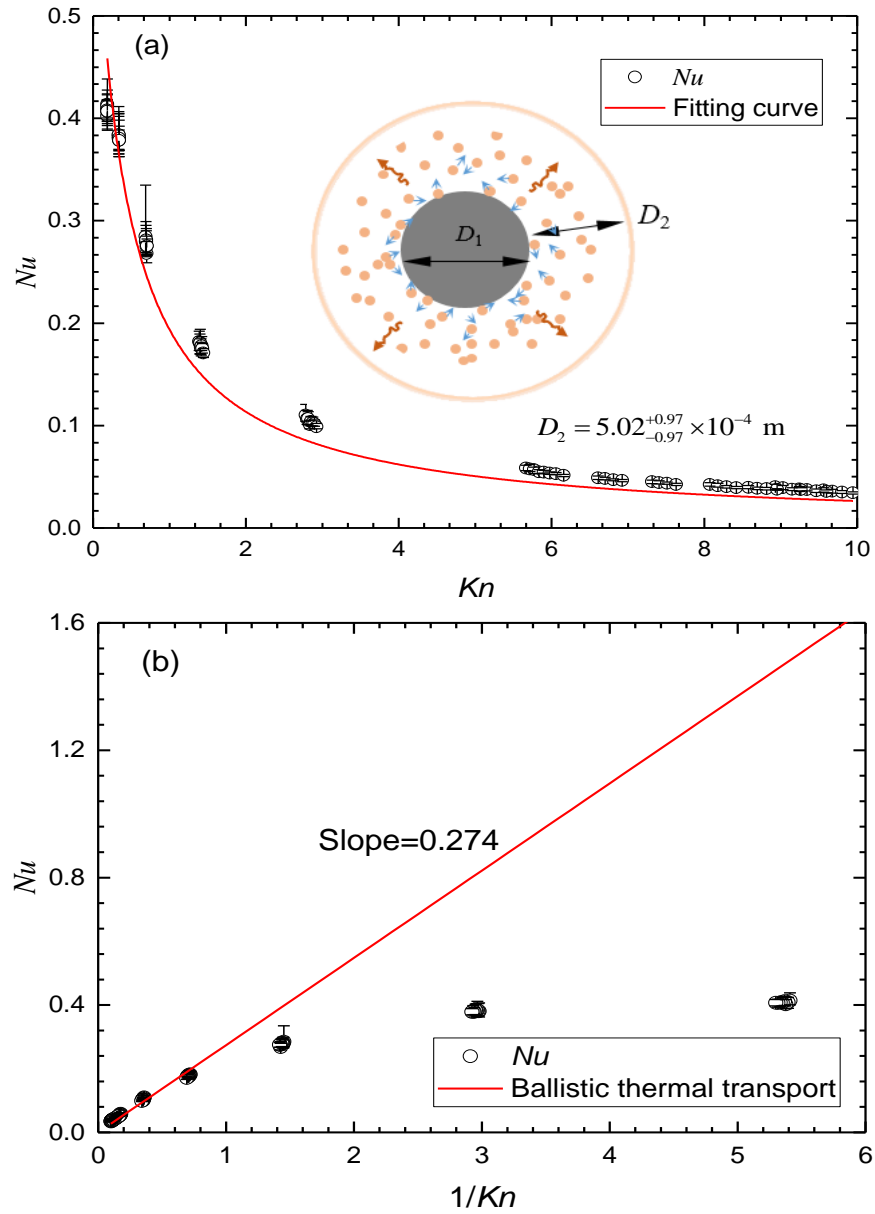 (a)
Nu
Fitting curve
0.5
0.4
0.3
0.2
0.1
0.0
Nu
D₁
D₂
D₂ = 5.02⁺⁰·⁹⁷₋₀.₉₇ × 10⁻⁴ m
0 2 4 6 8 10
Kn
(b)
1.6
1.2
0.8
0.4
0.0
Nu
Slope=0.274
Nu
Ballistic thermal transport
0 1 2 3 4 5 6
1/Kn